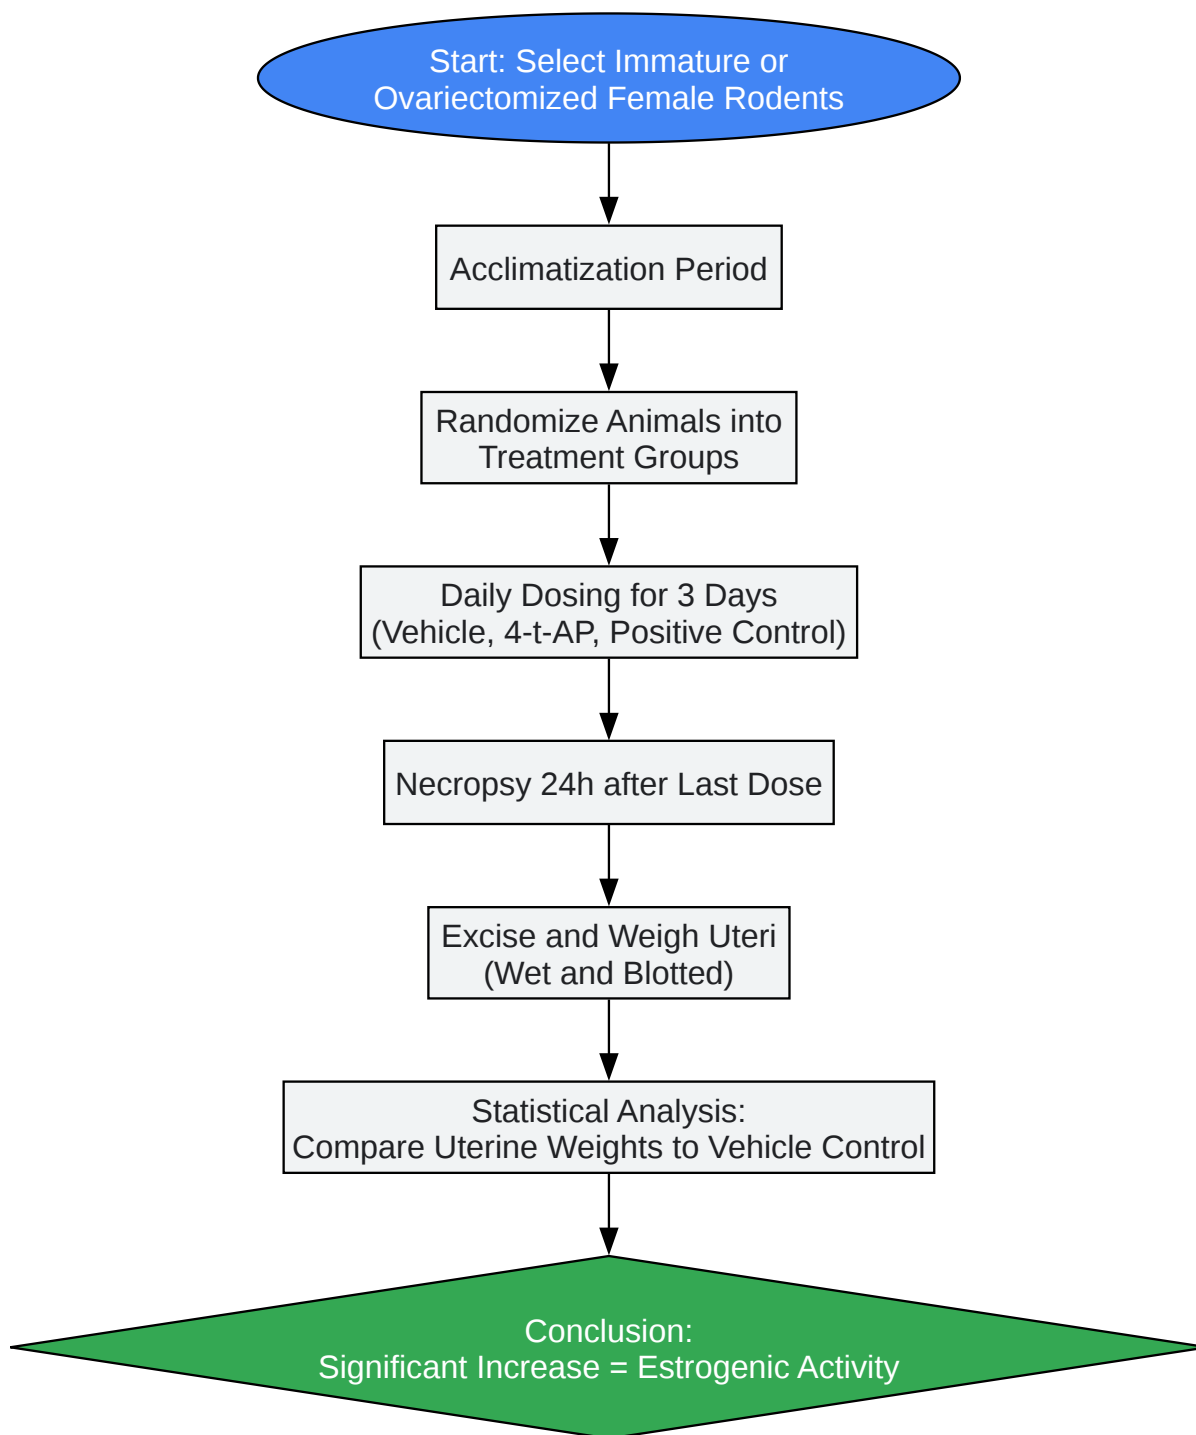 Start: Select Immature or
Ovariectomized Female Rodents
Acclimatization Period
Randomize Animals into
Treatment Groups
Daily Dosing for 3 Days
(Vehicle, 4-t-AP, Positive Control)
Necropsy 24h after Last Dose
Excise and Weigh Uteri
(Wet and Blotted)
Statistical Analysis:
Compare Uterine Weights to Vehicle Control
Conclusion:
Significant Increase = Estrogenic Activity